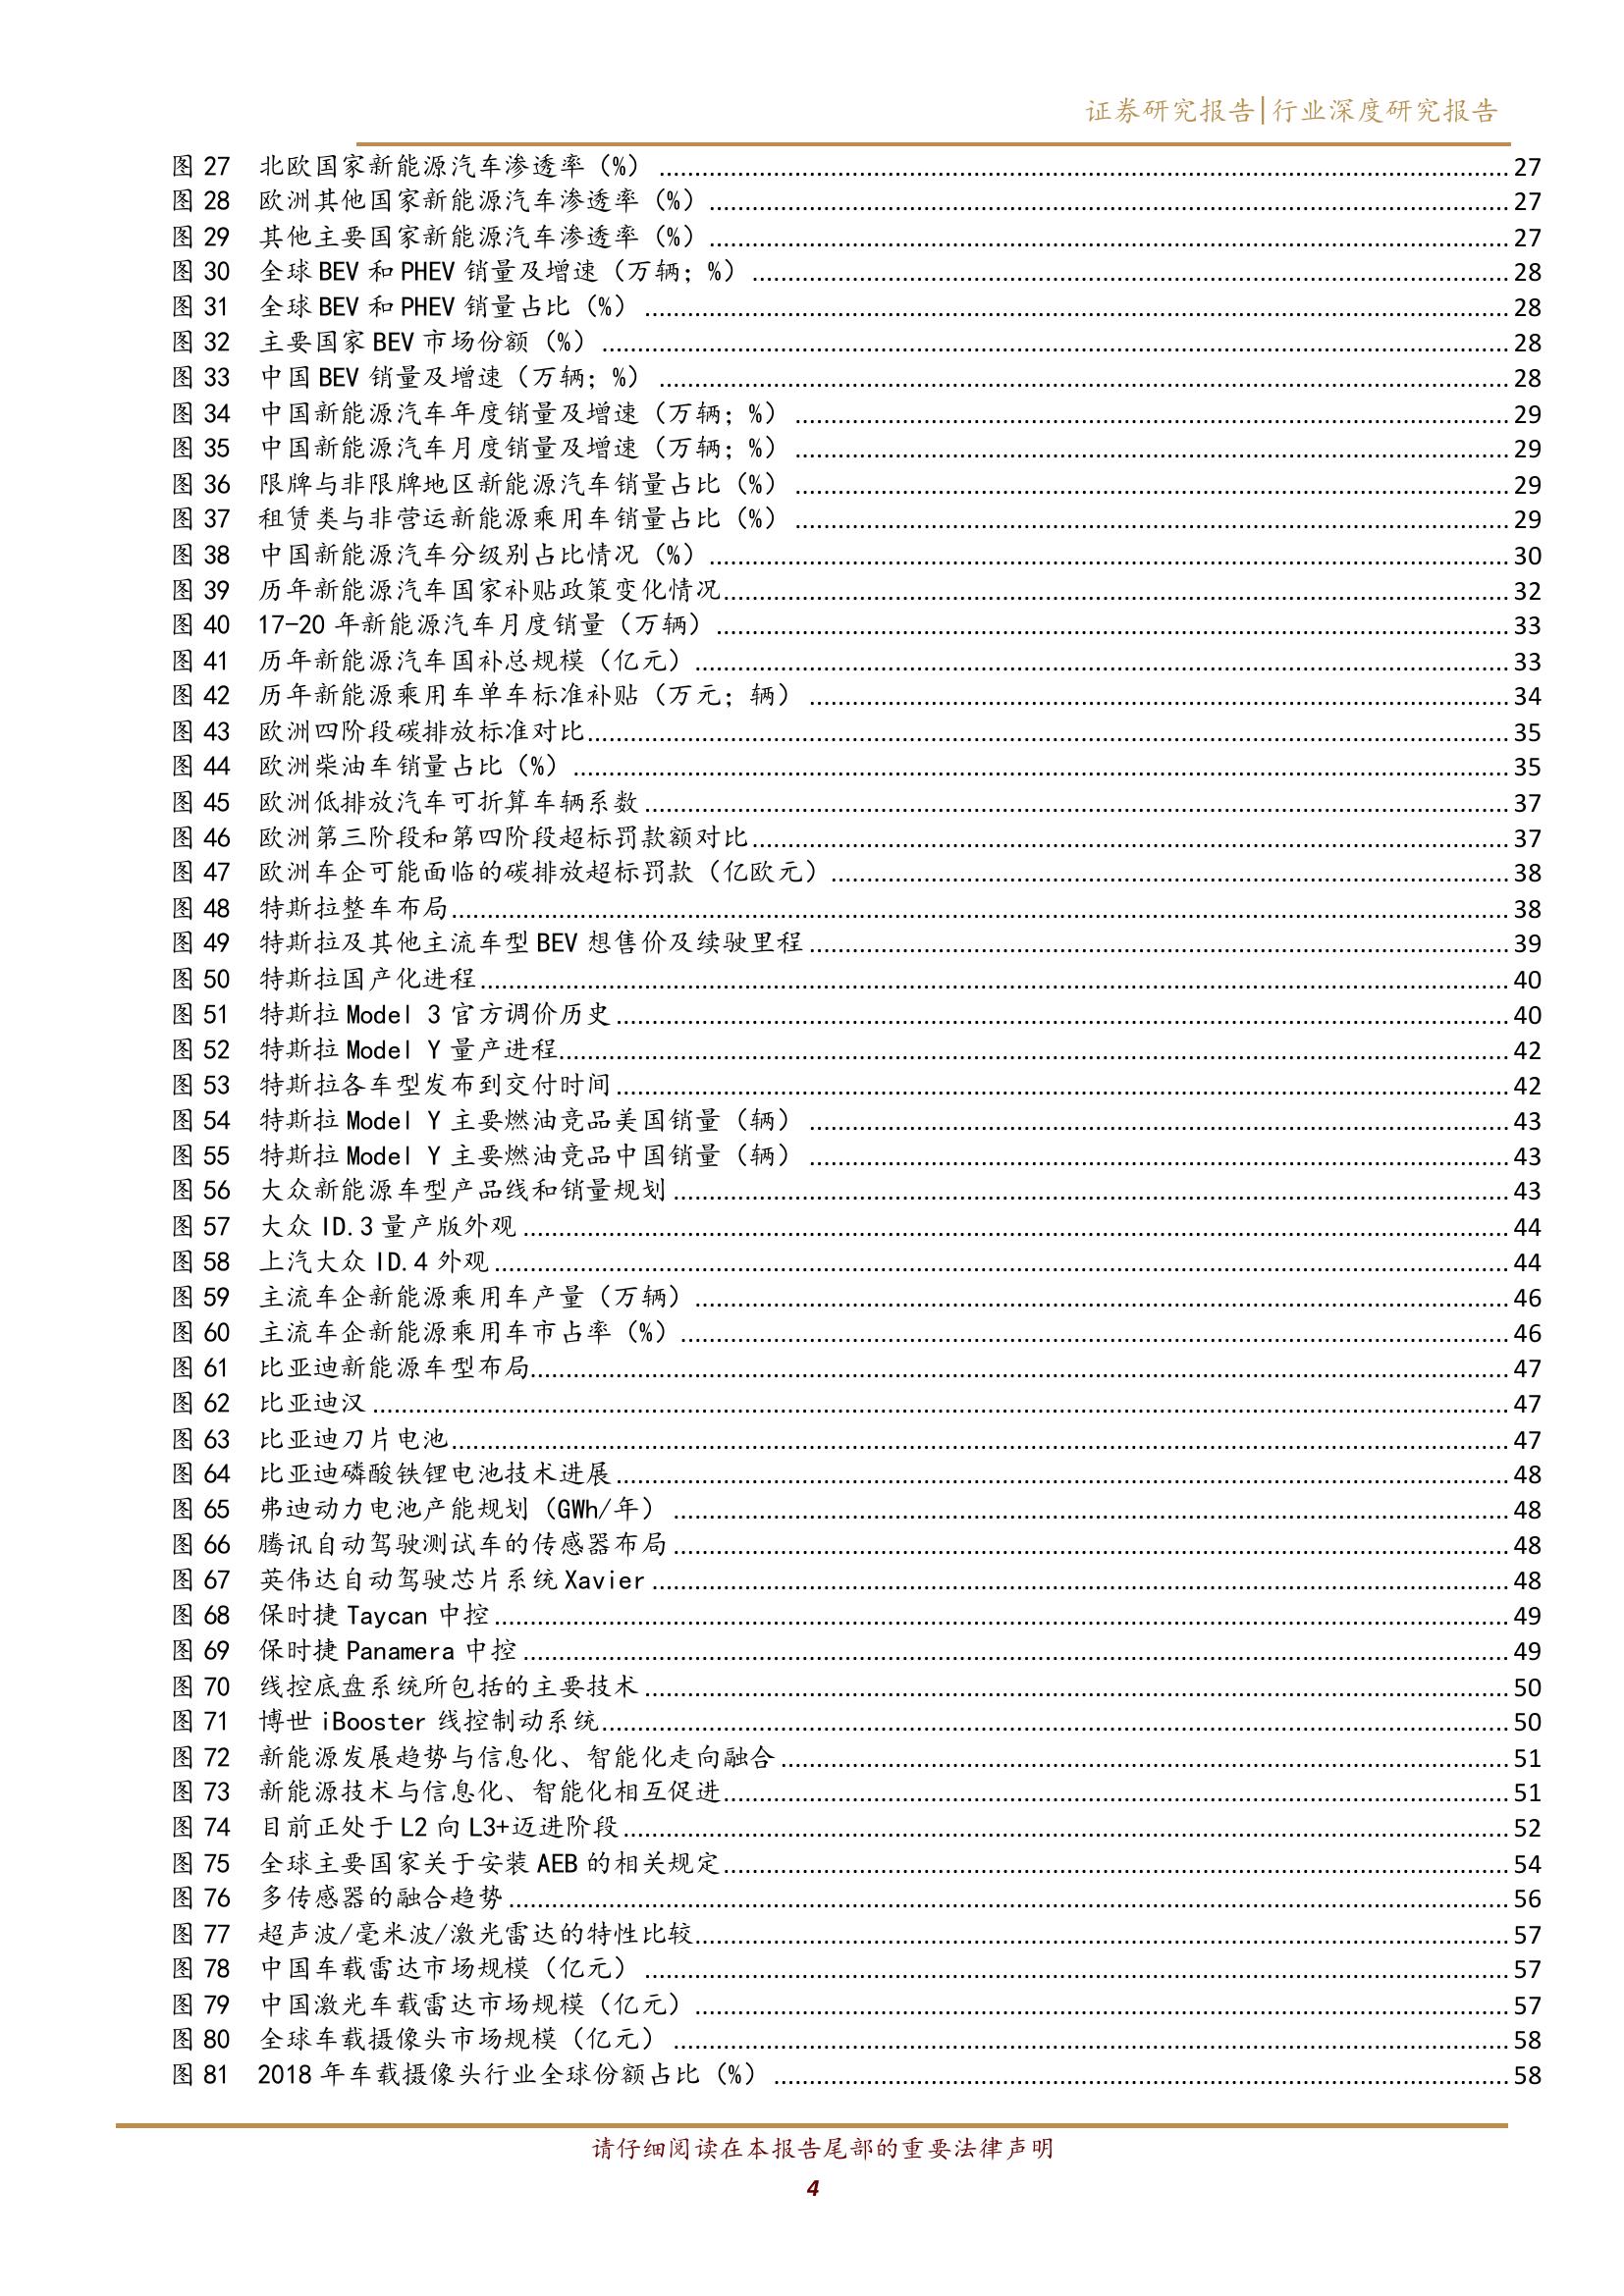 证券研究报告|行业深度研究报告
图 27 北欧国家新能源汽车渗透率（%）........ 27
图 28 欧洲其他国家新能源汽车渗透率（%）........ 27
图 29 其他主要国家新能源汽车渗透率（%）........ 27
图 30 全球 BEV 和 PHEV 销量及增速（万辆；%）........ 28
图 31 全球 BEV 和 PHEV 销量占比（%）........ 28
图 32 主要国家 BEV 市场份额（%）........ 28
图 33 中国 BEV 销量及增速（万辆；%）........ 28
图 34 中国新能源汽车年度销量及增速（万辆；%）........ 29
图 35 中国新能源汽车月度销量及增速（万辆；%）........ 29
图 36 限牌与非限牌地区新能源汽车销量占比（%）........ 29
图 37 租赁类与非营运新能源乘用车销量占比（%）........ 29
图 38 中国新能源汽车分级别占比情况（%）........ 30
图 39 历年新能源汽车国家补贴政策变化情况........ 32
图 40 17-20 年新能源汽车月度销量（万辆）........ 33
图 41 历年新能源汽车国补总规模（亿元）........ 33
图 42 历年新能源乘用车单车标准补贴（万元；辆）........ 34
图 43 欧洲四阶段碳排放标准对比........ 35
图 44 欧洲柴油车销量占比（%）........ 35
图 45 欧洲低排放汽车可折算车辆系数........ 37
图 46 欧洲第三阶段和第四阶段超标罚款额对比........ 37
图 47 欧洲车企可能面临的碳排放超标罚款（亿欧元）........ 38
图 48 特斯拉整车布局........ 38
图 49 特斯拉及其他主流车型 BEV 想售价及续驶里程........ 39
图 50 特斯拉国产化进程........ 40
图 51 特斯拉 Model 3 官方调价历史........ 40
图 52 特斯拉 Model Y 量产进程........ 42
图 53 特斯拉各车型发布到交付时间........ 42
图 54 特斯拉 Model Y 主要燃油竞品美国销量（辆）........ 43
图 55 特斯拉 Model Y 主要燃油竞品中国销量（辆）........ 43
图 56 大众新能源车型产品线和销量规划........ 43
图 57 大众 ID.3 量产版外观........ 44
图 58 上汽大众 ID.4 外观........ 44
图 59 主流车企新能源乘用车产量（万辆）........ 46
图 60 主流车企新能源乘用车市占率（%）........ 46
图 61 比亚迪新能源车型布局........ 47
图 62 比亚迪汉........ 47
图 63 比亚迪刀片电池........ 47
图 64 比亚迪磷酸铁锂电池技术进展........ 48
图 65 弗迪动力电池产能规划（GWh/年）........ 48
图 66 腾讯自动驾驶测试车的传感器布局........ 48
图 67 英伟达自动驾驶芯片系统 Xavier........ 48
图 68 保时捷 Taycan 中控........ 49
图 69 保时捷 Panamera 中控........ 49
图 70 线控底盘系统所包括的主要技术........ 50
图 71 博世 iBooster 线控制动系统........ 50
图 72 新能源发展趋势与信息化、智能化走向融合........ 51
图 73 新能源技术与信息化、智能化相互促进........ 51
图 74 目前正处于 L2 向 L3+迈进阶段........ 52
图 75 全球主要国家关于安装 AEB 的相关规定........ 54
图 76 多传感器的融合趋势........ 56
图 77 超声波/毫米波/激光雷达的特性比较........ 57
图 78 中国车载雷达市场规模（亿元）........ 57
图 79 中国激光车载雷达市场规模（亿元）........ 57
图 80 全球车载摄像头市场规模（亿元）........ 58
图 81 2018 年车载摄像头行业全球份额占比（%）........ 58
请仔细阅读在本报告尾部的重要法律声明
4